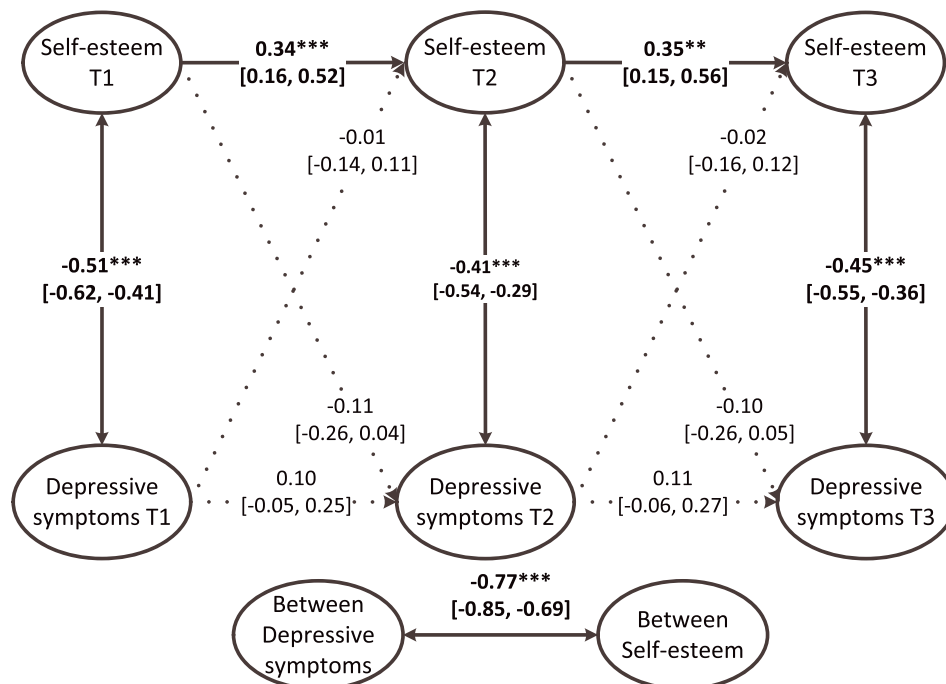 Self-esteem
T1
0.34***
[0.16, 0.52]
Self-esteem
T2
0.35**
[0.15, 0.56]
Self-esteem
T3
-0.01
[-0.14, 0.11]
-0.02
[-0.16, 0.12]
-0.51***
[-0.62, -0.41]
-0.41***
[-0.54, -0.29]
-0.45***
[-0.55, -0.36]
-0.11
[-0.26, 0.04]
-0.10
[-0.26, 0.05]
Depressive
symptoms T1
0.10
[-0.05, 0.25]
Depressive
symptoms T2
0.11
[-0.06, 0.27]
Depressive
symptoms T3
Between
Depressive
symptoms
-0.77***
[-0.85, -0.69]
Between
Self-esteem